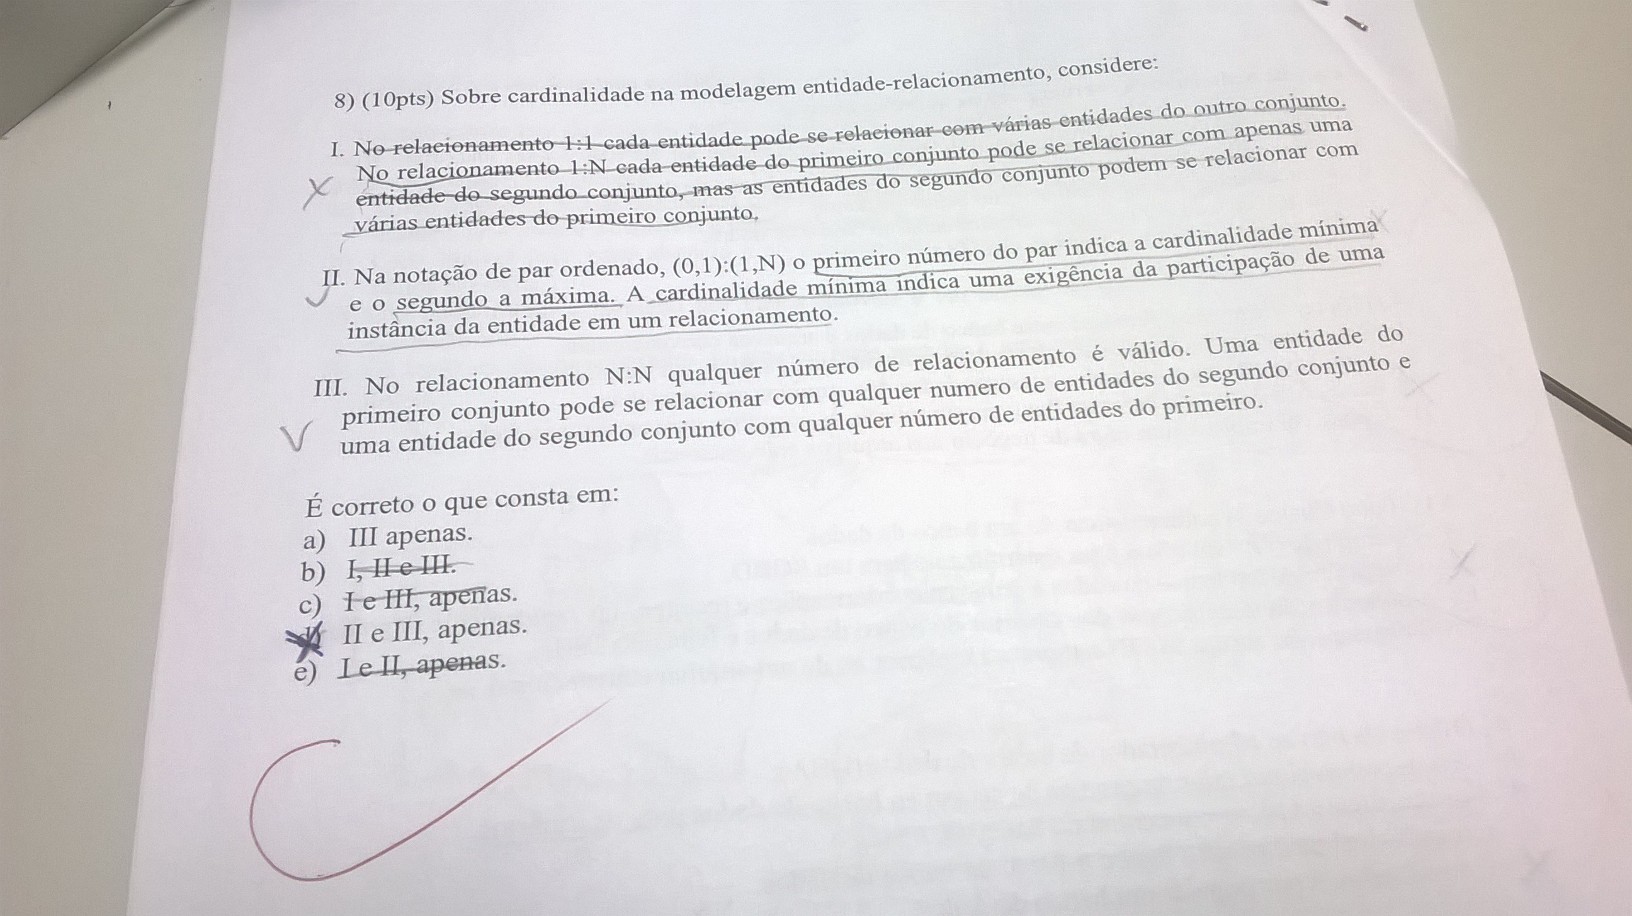 8) (10pts) Sobre cardinalidade na modelagem entidade-relacionamento, considere:
I. No relacionamento 1:1 cada entidade pode se relacionar com várias entidades do outro conjunto.
No relacionamento 1:N cada entidade do primeiro conjunto pode se relacionar com apenas uma
entidade do segundo conjunto, mas as entidades do segundo conjunto podem se relacionar com
várias entidades do primeiro conjunto.
II. Na notação de par ordenado, (0,1):(1,N) o primeiro número do par indica a cardinalidade mínima
e o segundo a máxima. A cardinalidade mínima indica uma exigência da participação de uma
instância da entidade em um relacionamento.
III. No relacionamento N:N qualquer número de relacionamento é válido. Uma entidade do
primeiro conjunto pode se relacionar com qualquer numero de entidades do segundo conjunto e
uma entidade do segundo conjunto com qualquer número de entidades do primeiro.
É correto o que consta em:
a) III apenas.
b) I, II e III.
c) I e III, apenas.
II e III, apenas.
e) I e II, apenas.